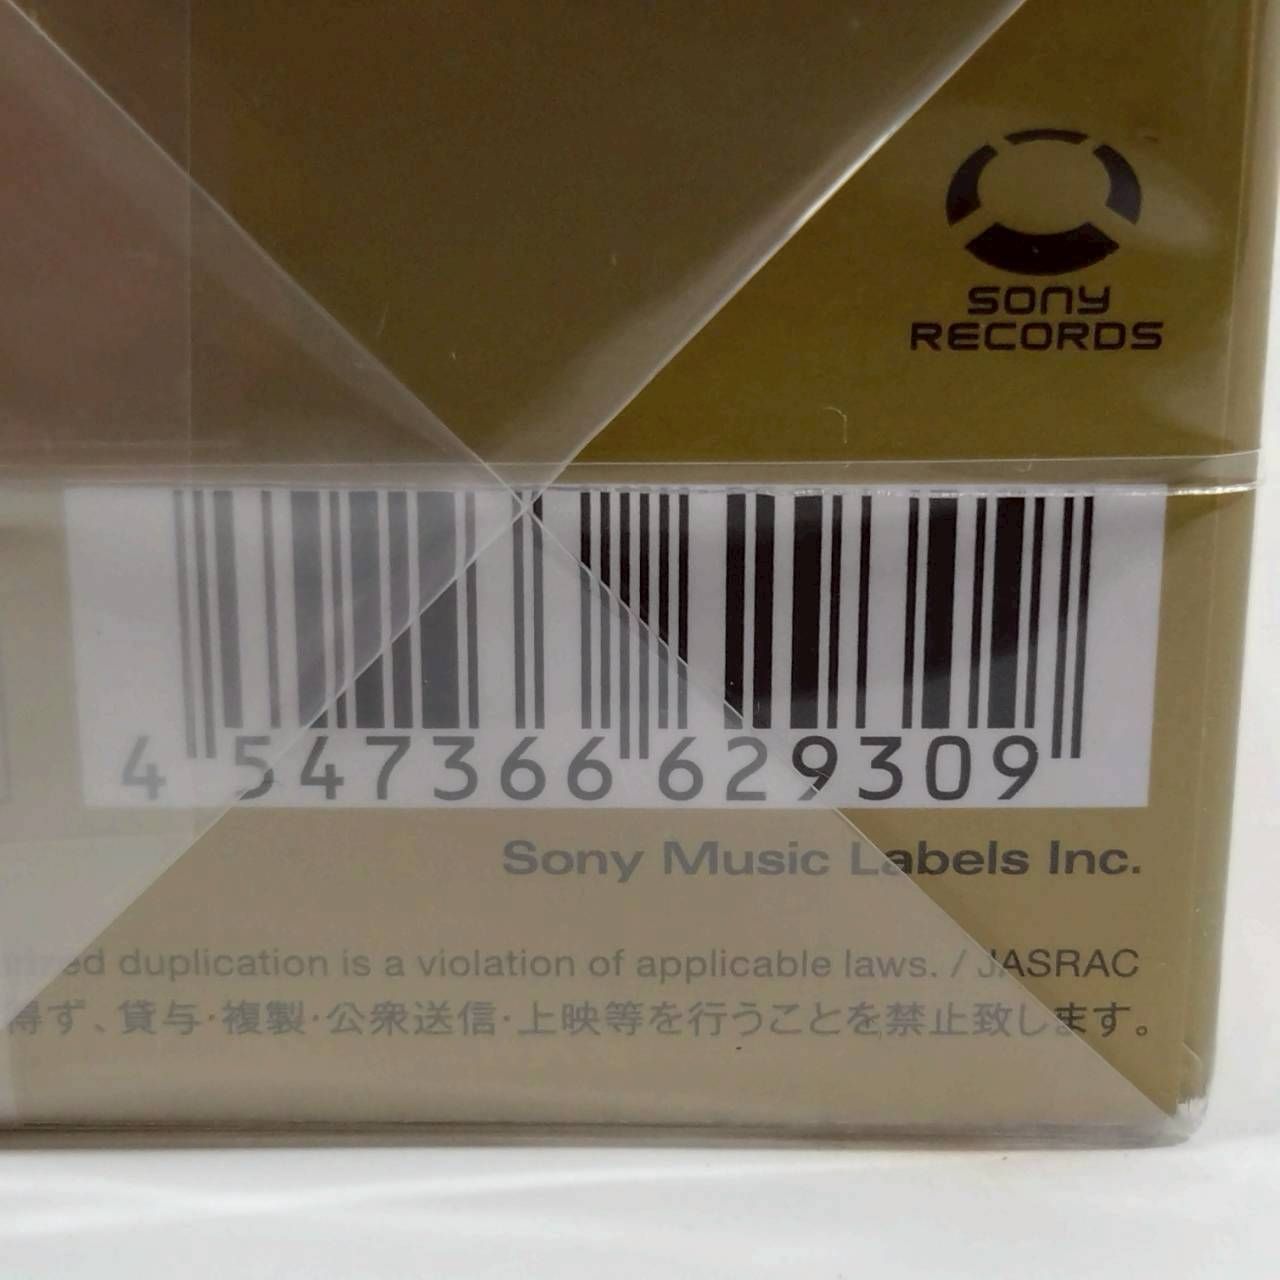 SONY
RECORDS
4 547366 629309
Sony Music Labels Inc.
duplication is a violation of applicable laws. / JASRAC
得ず、貸与・複製・公衆送信・上映等を行うことを禁止致します。